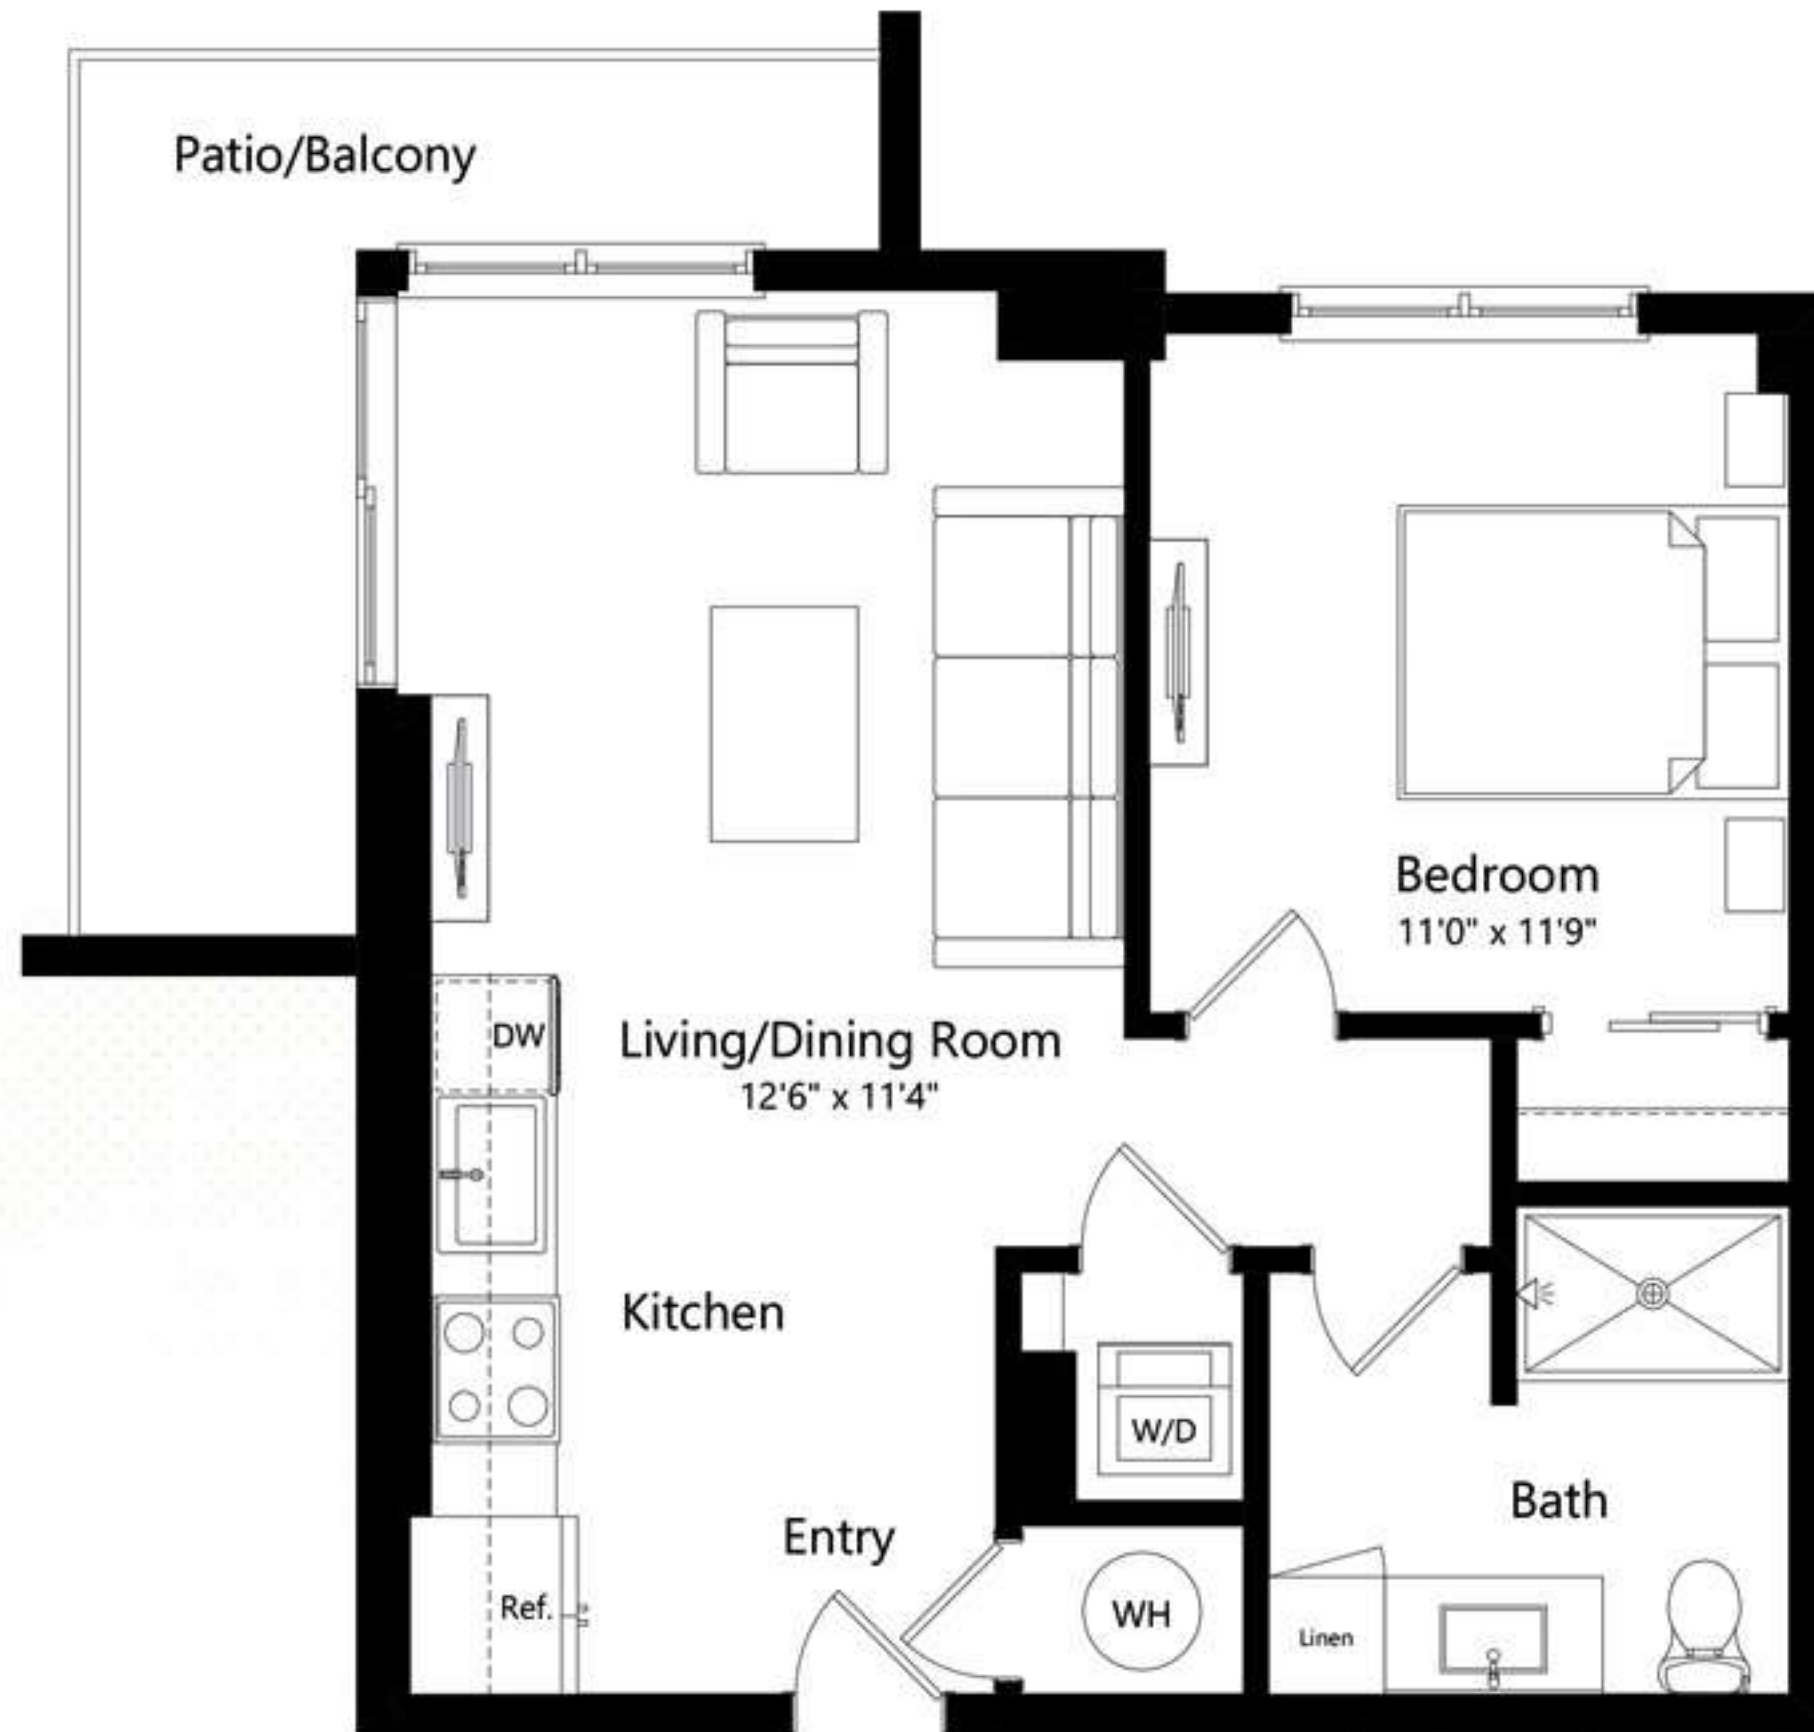 Patio/Balcony
Bedroom
11'0" x 11'9"
DW
Living/Dining Room
12'6" x 11'4"
Kitchen
W/D
Bath
Entry
Ref.
WH
Linen